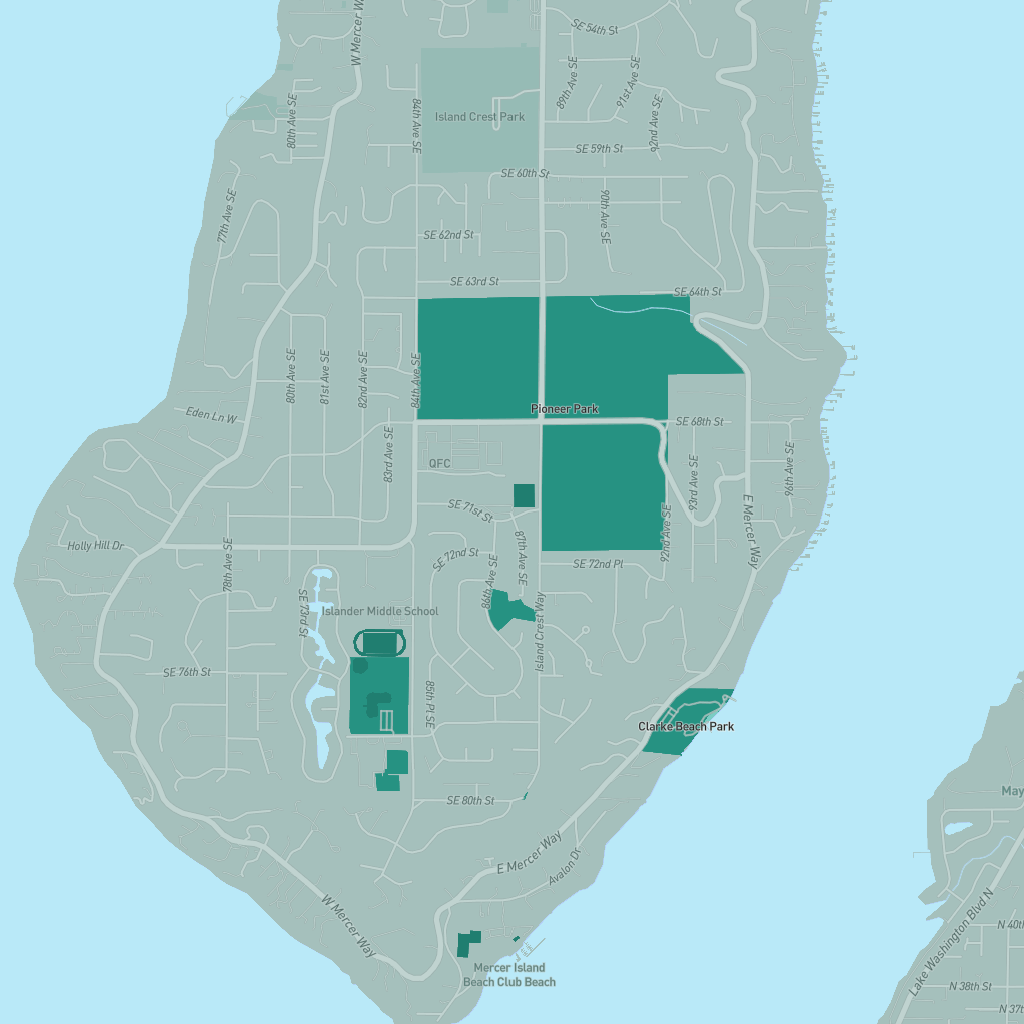 W Mercer Way
SE 54th St
89th Ave SE
91st Ave SE
80th Ave SE
84th Ave SE
92nd Ave SE
Island Crest Park
SE 59th St
SE 60th St
77th Ave SE
90th Ave SE
SE 62nd St
SE 63rd St
SE 64th St
80th Ave SE
81st Ave SE
82nd Ave SE
84th Ave SE
Eden Ln W
Pioneer Park
SE 68th St
83rd Ave SE
QFC
93rd Ave SE
96th Ave SE
SE 71st St
E Mercer Way
Holly Hill Dr
78th Ave SE
SE 72nd St
87th Ave SE
92nd Ave SE
86th Ave SE
SE 72nd Pl
SE 73rd St
Islander Middle School
Island Crest Way
SE 76th St
85th Pl SE
Clarke Beach Park
SE 80th St
May
E Mercer Way
Avalon Dr
W Mercer Way
Lake Washington Blvd N
N 40t
Mercer Island
Beach Club Beach
N 38th St
N 37t